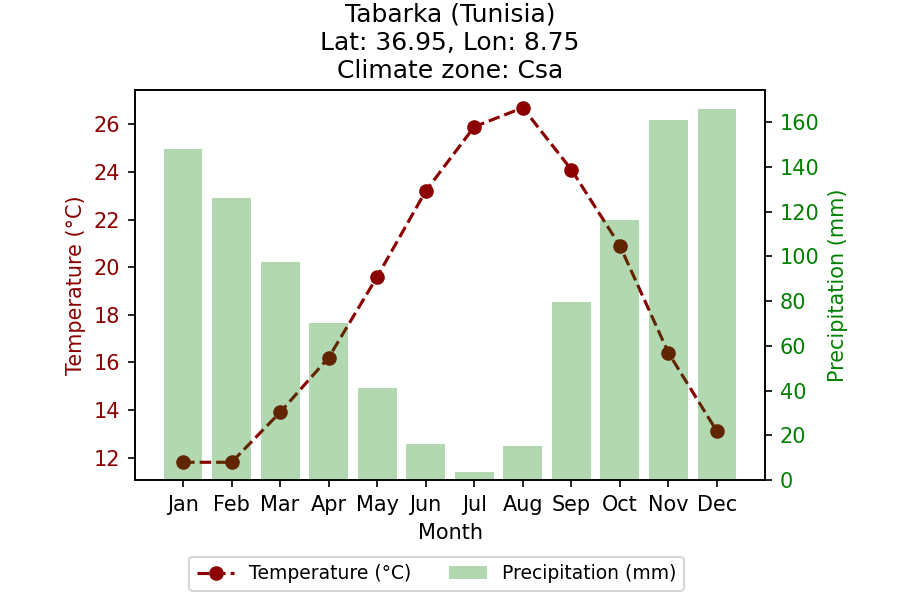 Tabarka (Tunisia)
Lat: 36.95, Lon: 8.75
Climate zone: Csa
Temperature (°C)
26
24
22
20
18
16
14
12
160
140
120
100
80
60
40
20
0
Precipitation (mm)
Jan Feb Mar Apr May Jun Jul Aug Sep Oct Nov Dec
Month
Temperature (°C) Precipitation (mm)